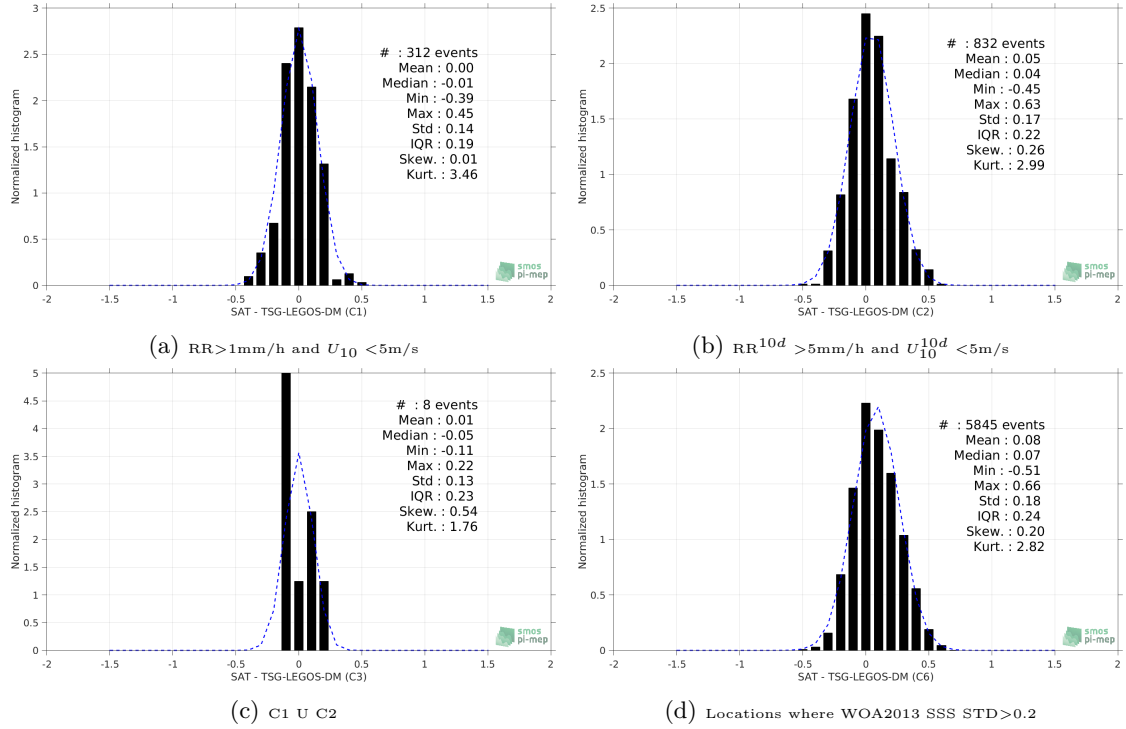 3
2.5
2
1.5
1
0.5
0
Normalized histogram
# : 312 events
Mean : 0.00
Median : -0.01
Min : -0.39
Max : 0.45
Std : 0.14
IQR : 0.19
Skew. : 0.01
Kurt. : 3.46
smos
pi-mep
-2 -1.5 -1 -0.5 0 0.5 1 1.5 2
SAT - TSG-LEGOS-DM (C1)
(a) RR>1mm/h and U10 <5m/s
2.5
2
1.5
1
0.5
0
Normalized histogram
# : 832 events
Mean : 0.05
Median : 0.04
Min : -0.45
Max : 0.63
Std : 0.17
IQR : 0.22
Skew. : 0.26
Kurt. : 2.99
smos
pi-mep
-2 -1.5 -1 -0.5 0 0.5 1 1.5 2
SAT - TSG-LEGOS-DM (C2)
(b) RR^10d >5mm/h and U10^10d <5m/s
5
4.5
4
3.5
3
2.5
2
1.5
1
0.5
0
Normalized histogram
# : 8 events
Mean : 0.01
Median : -0.05
Min : -0.11
Max : 0.22
Std : 0.13
IQR : 0.23
Skew. : 0.54
Kurt. : 1.76
smos
pi-mep
-2 -1.5 -1 -0.5 0 0.5 1 1.5 2
SAT - TSG-LEGOS-DM (C3)
(c) C1 U C2
2.5
2
1.5
1
0.5
0
Normalized histogram
# : 5845 events
Mean : 0.08
Median : 0.07
Min : -0.51
Max : 0.66
Std : 0.18
IQR : 0.24
Skew. : 0.20
Kurt. : 2.82
smos
pi-mep
-2 -1.5 -1 -0.5 0 0.5 1 1.5 2
SAT - TSG-LEGOS-DM (C6)
(d) Locations where WOA2013 SSS STD>0.2